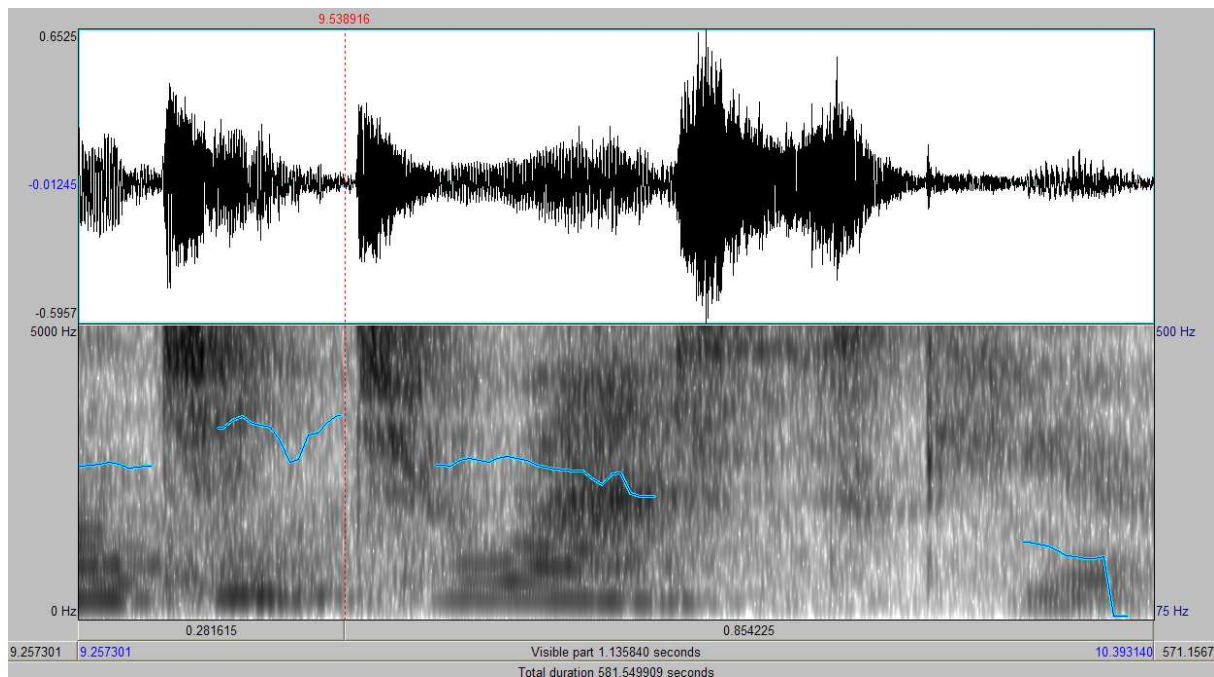 9.538916
0.6525
-0.01245
-0.5957
5000 Hz 500 Hz
0 Hz 75 Hz
0.281615 0.854225
9.257301 9.257301 Visible part 1.135840 seconds 10.393140 571.1567
Total duration 581.549909 seconds